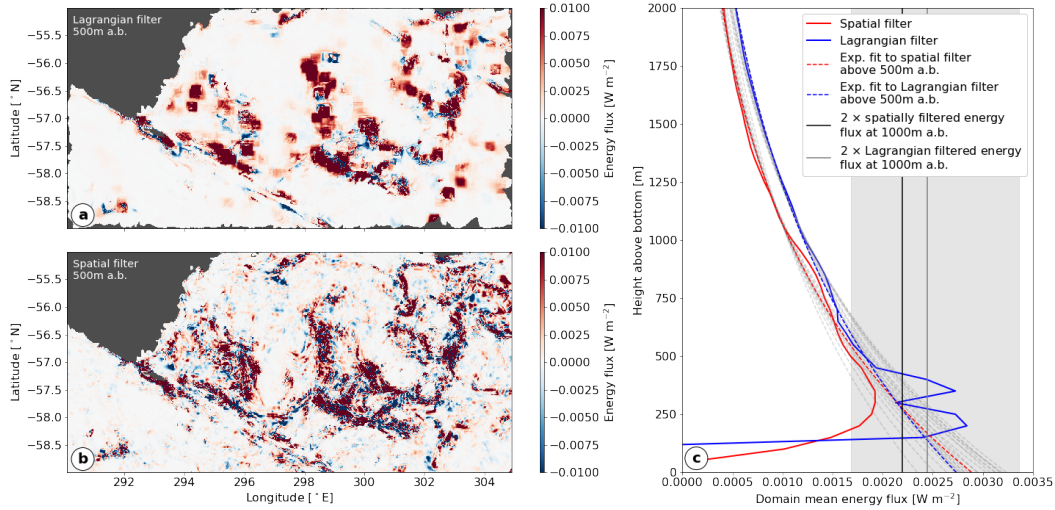 Lagrangian filter
500m a.b.
Latitude [°N]
−55.5
−56.0
−56.5
−57.0
−57.5
−58.0
−58.5
a
0.0100
0.0075
0.0050
0.0025
0.0000
−0.0025
−0.0050
−0.0075
−0.0100
Energy flux [W m−2]
Spatial filter
500m a.b.
Latitude [°N]
−55.5
−56.0
−56.5
−57.0
−57.5
−58.0
−58.5
b
292
294
296
298
300
302
304
Longitude [°E]
0.0100
0.0075
0.0050
0.0025
0.0000
−0.0025
−0.0050
−0.0075
−0.0100
Energy flux [W m−2]
Height above bottom [m]
2000
1750
1500
1250
1000
750
500
250
0
Spatial filter
Lagrangian filter
Exp. fit to spatial filter
above 500m a.b.
Exp. fit to Lagrangian filter
above 500m a.b.
2 × spatially filtered energy
flux at 1000m a.b.
2 × Lagrangian filtered energy
flux at 1000m a.b.
c
0.0000
0.0005
0.0010
0.0015
0.0020
0.0025
0.0030
0.0035
Domain mean energy flux [W m−2]